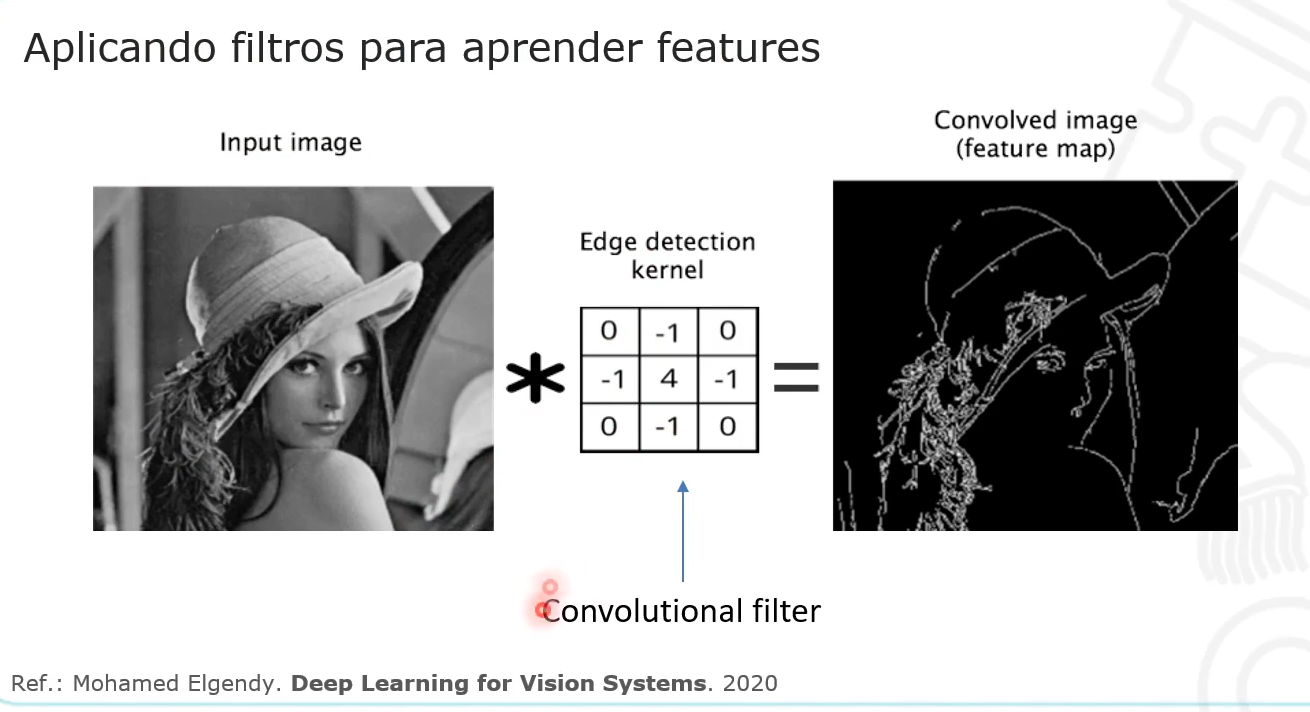 Aplicando filtros para aprender features
Input image
Convolved image
(feature map)
Edge detection
kernel
0 -1 0
-1 4 -1
0 -1 0
* =
Convolutional filter
Ref.: Mohamed Elgendy. Deep Learning for Vision Systems. 2020